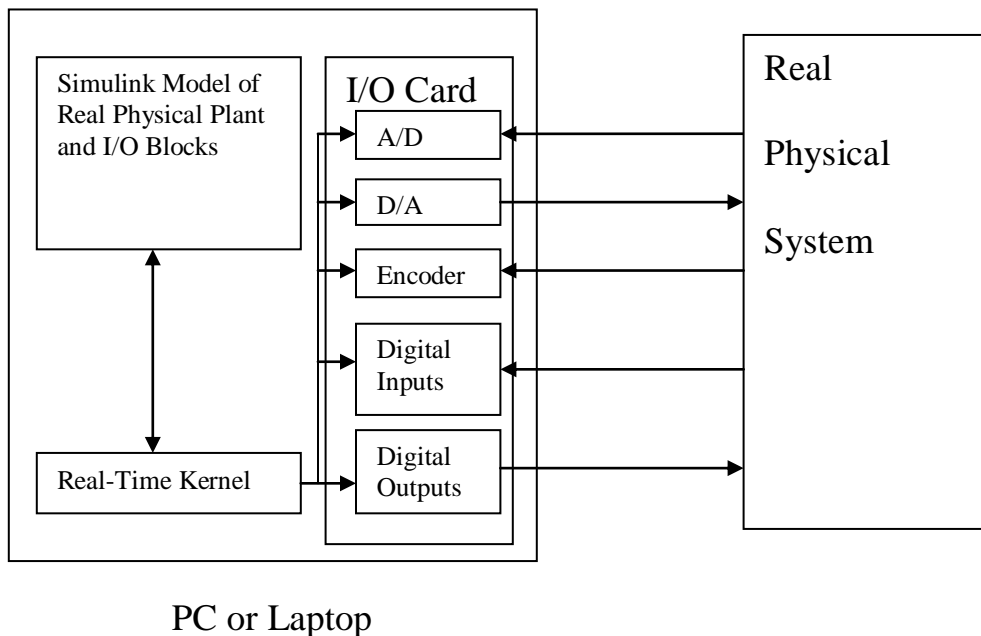 Simulink Model of
Real Physical Plant
and I/O Blocks
Real-Time Kernel
I/O Card
A/D
D/A
Encoder
Digital
Inputs
Digital
Outputs
Real
Physical
System
PC or Laptop